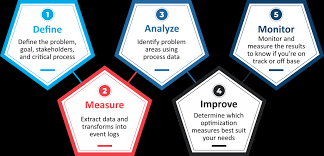 1
Define
Define the problem,
goal, stakeholders,
and critical process
2
Measure
Extract data and
transforms into
event logs
3
Analyze
Identify problem
areas using
process data
4
Improve
Determine which
optimization
measures best suit
your needs
5
Monitor
Monitor and
measure the results
to know if you're on
track or off base